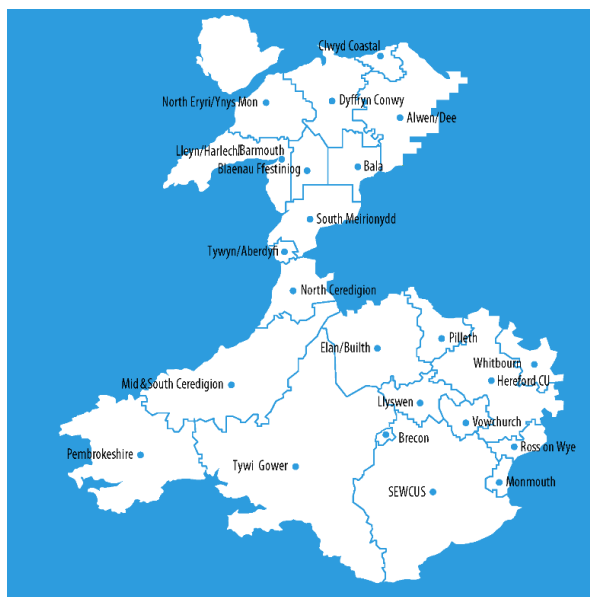 Clwyd Coastal
North Eryri/Ynys Mon
Dyffryn Conwy
Alwen/Dee
Lleyn/Harlech
Barmouth
Blaenau Ffestiniog
Bala
South Meirionydd
Tywyn/Aberdyfi
North Ceredigion
Pilleth
Elan/Builth
Whitbourn
Hereford CU
Mid &South Ceredigion
Llyswen
Vowchurch
Brecon
Ross on Wye
Pembrokeshire
Tywi Gower
Monmouth
SEWCUS